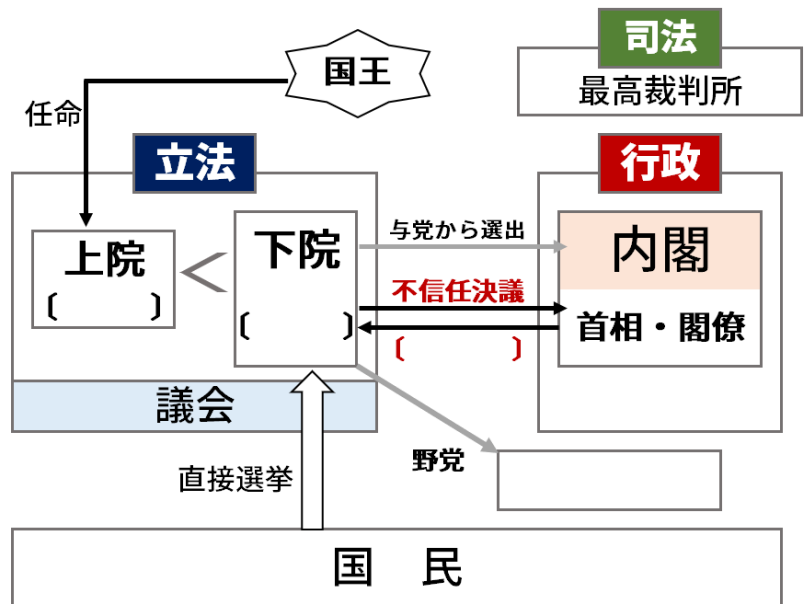 司法
国王
最高裁判所
任命
立法
行政
上院
〔　　　〕
下院
〔　　　〕
与党から選出
内閣
不信任決議
〔　　　〕
首相・閣僚
議会
野党
直接選挙
国　民